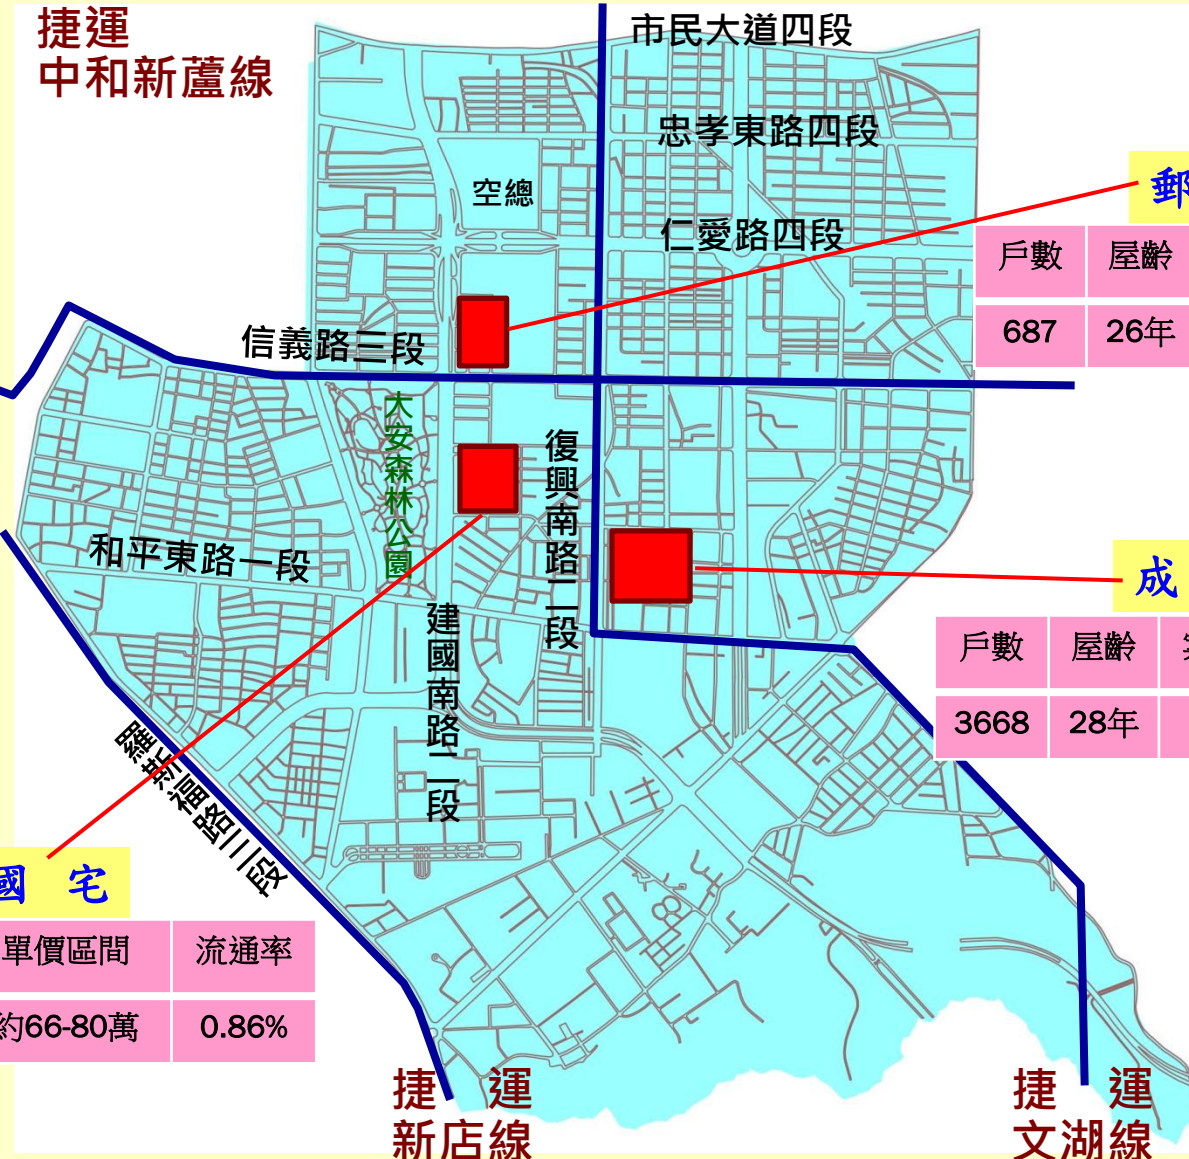 捷運
中和新蘆線
市民大道四段
忠孝東路四段
空總
仁愛路四段
郵
戶數 屋齡
687 26年
信義路三段
大安森林公園
復興南路二段
和平東路一段
成
戶數 屋齡
3668 28年
建國南路二段
羅斯福路三段
國 宅
單價區間 流通率
約66-80萬 0.86%
捷 運
新店線
捷 運
文湖線